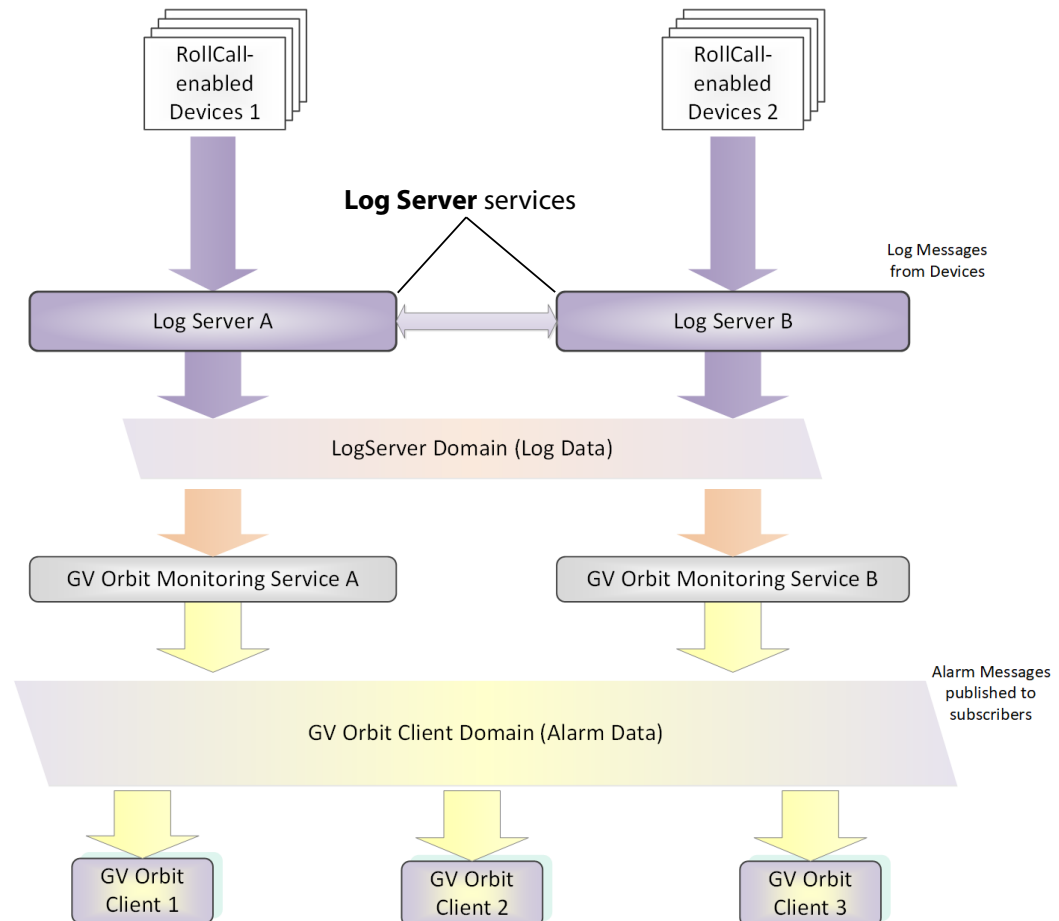 RollCall-
enabled
Devices 1
RollCall-
enabled
Devices 2
Log Server services
Log Messages
from Devices
Log Server A
Log Server B
LogServer Domain (Log Data)
GV Orbit Monitoring Service A
GV Orbit Monitoring Service B
Alarm Messages
published to
subscribers
GV Orbit Client Domain (Alarm Data)
GV Orbit
Client 1
GV Orbit
Client 2
GV Orbit
Client 3